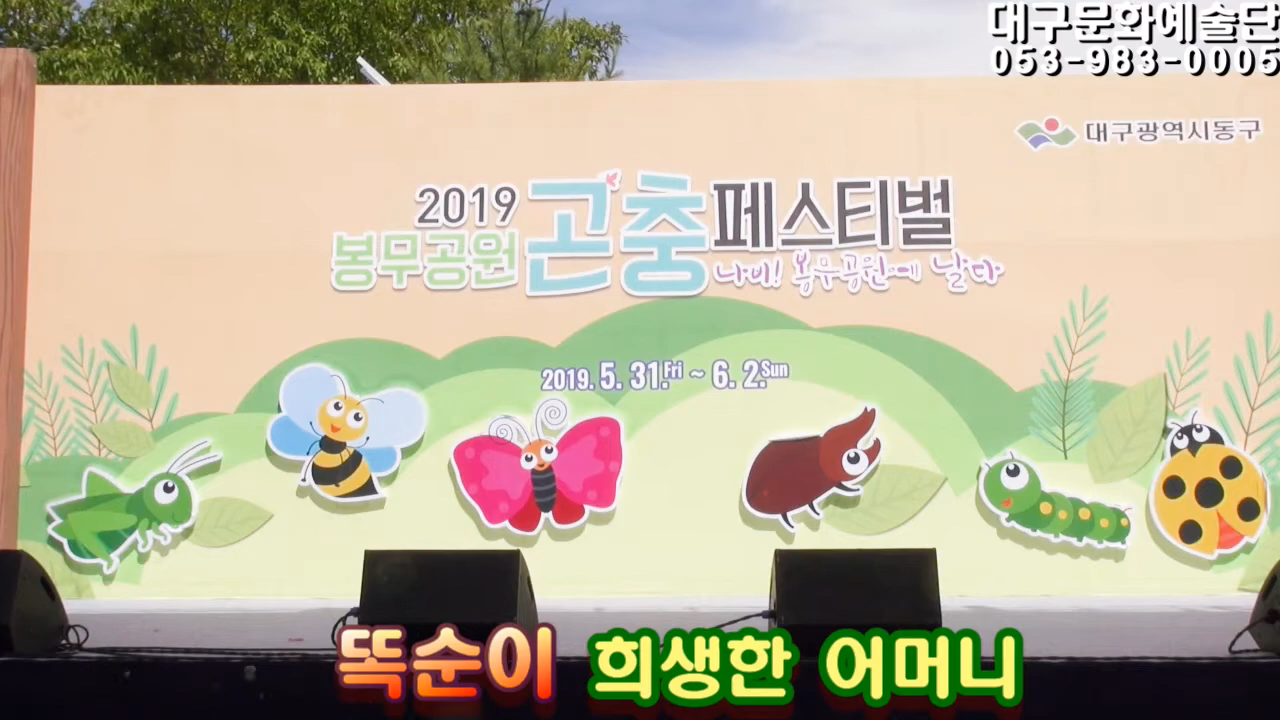 대구문화예술단
053-983-0005
대구광역시동구
2019 봉무공원 곤충 페스티벌
나비! 봉무공원에 날다
2019. 5. 31.Fri ~ 6. 2.Sun
똑순이 희생한 어머니